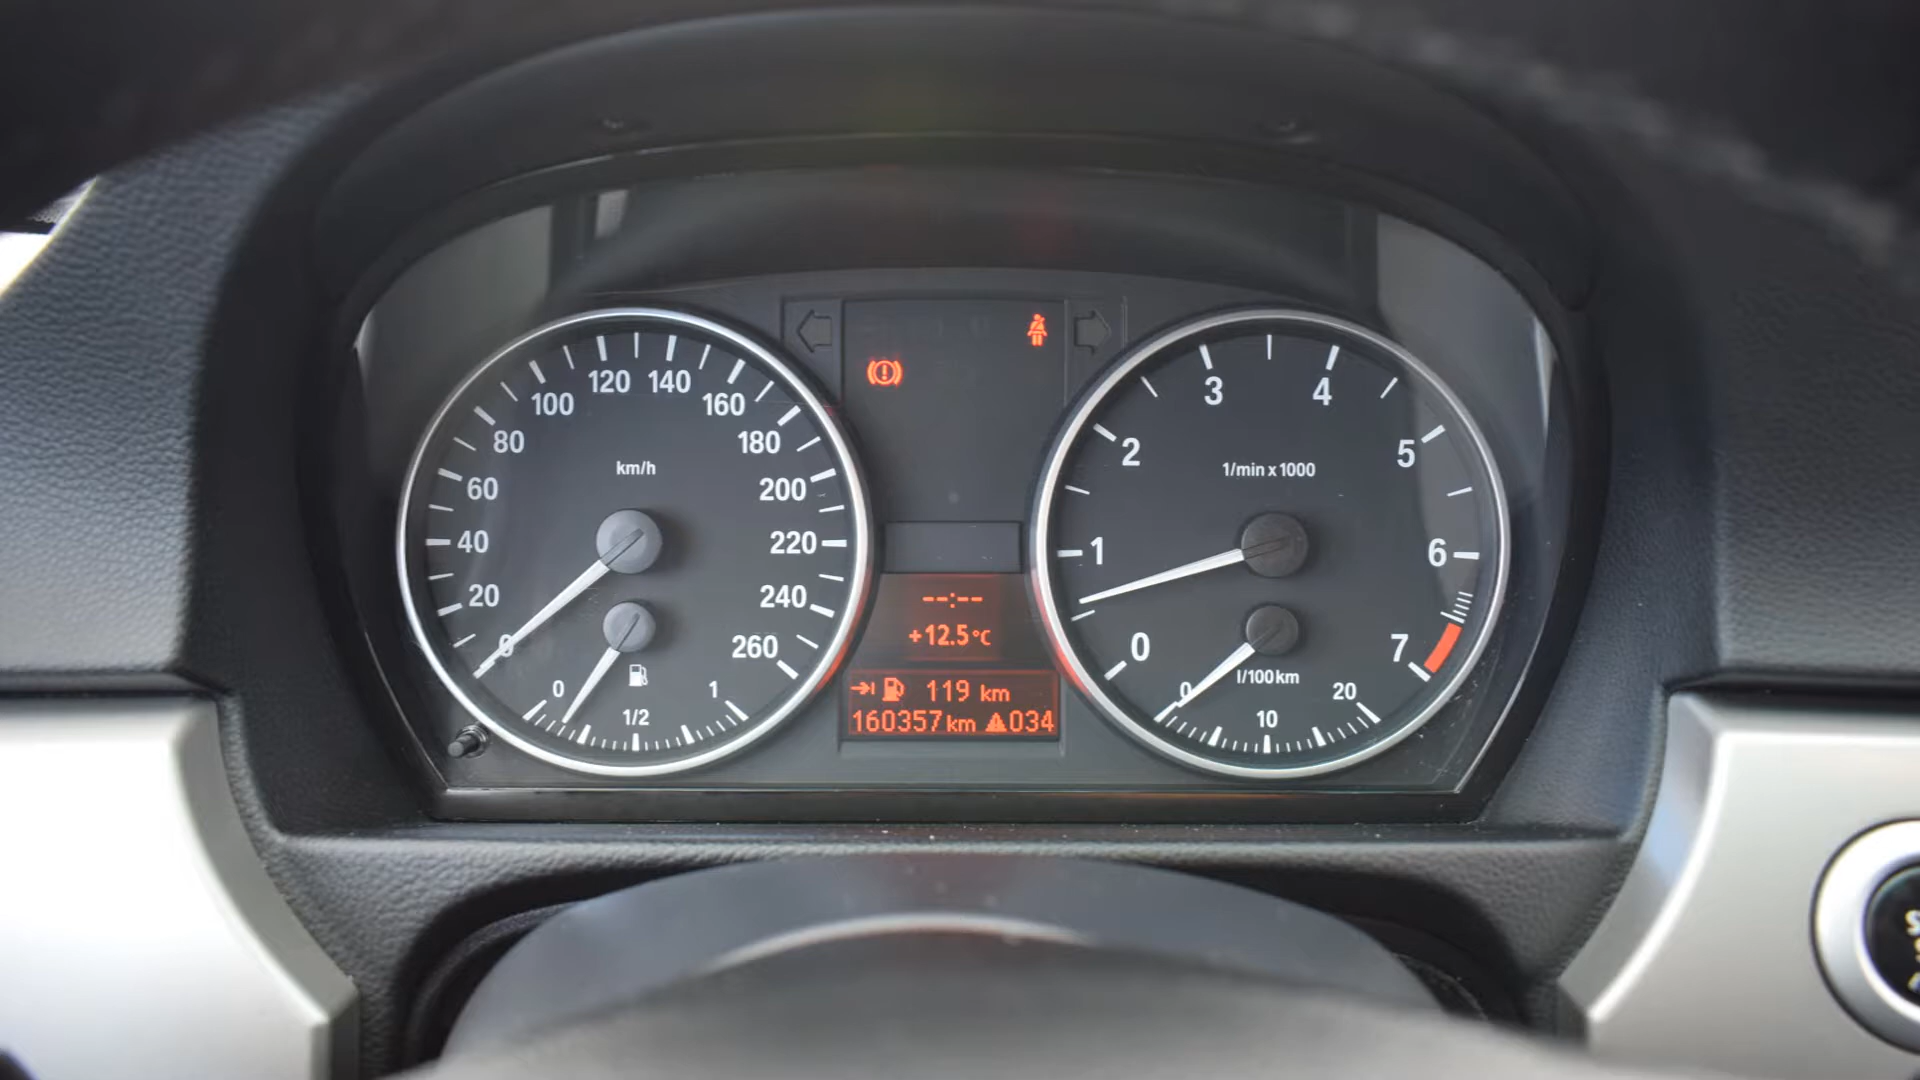 120 140
100 160
80 180
km/h
60 200
40 220
20 240
0 260
0 1/2 1
--:--
+12.5°C
119 km
160357 km 034
3 4
2 5
1/min x 1000
1 6
0 7
l/100km
0 10 20
S